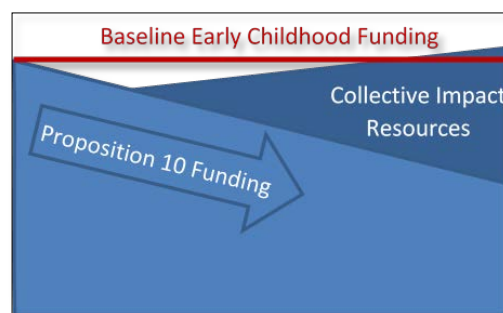 Baseline Early Childhood Funding
Collective Impact
Resources
Proposition 10 Funding